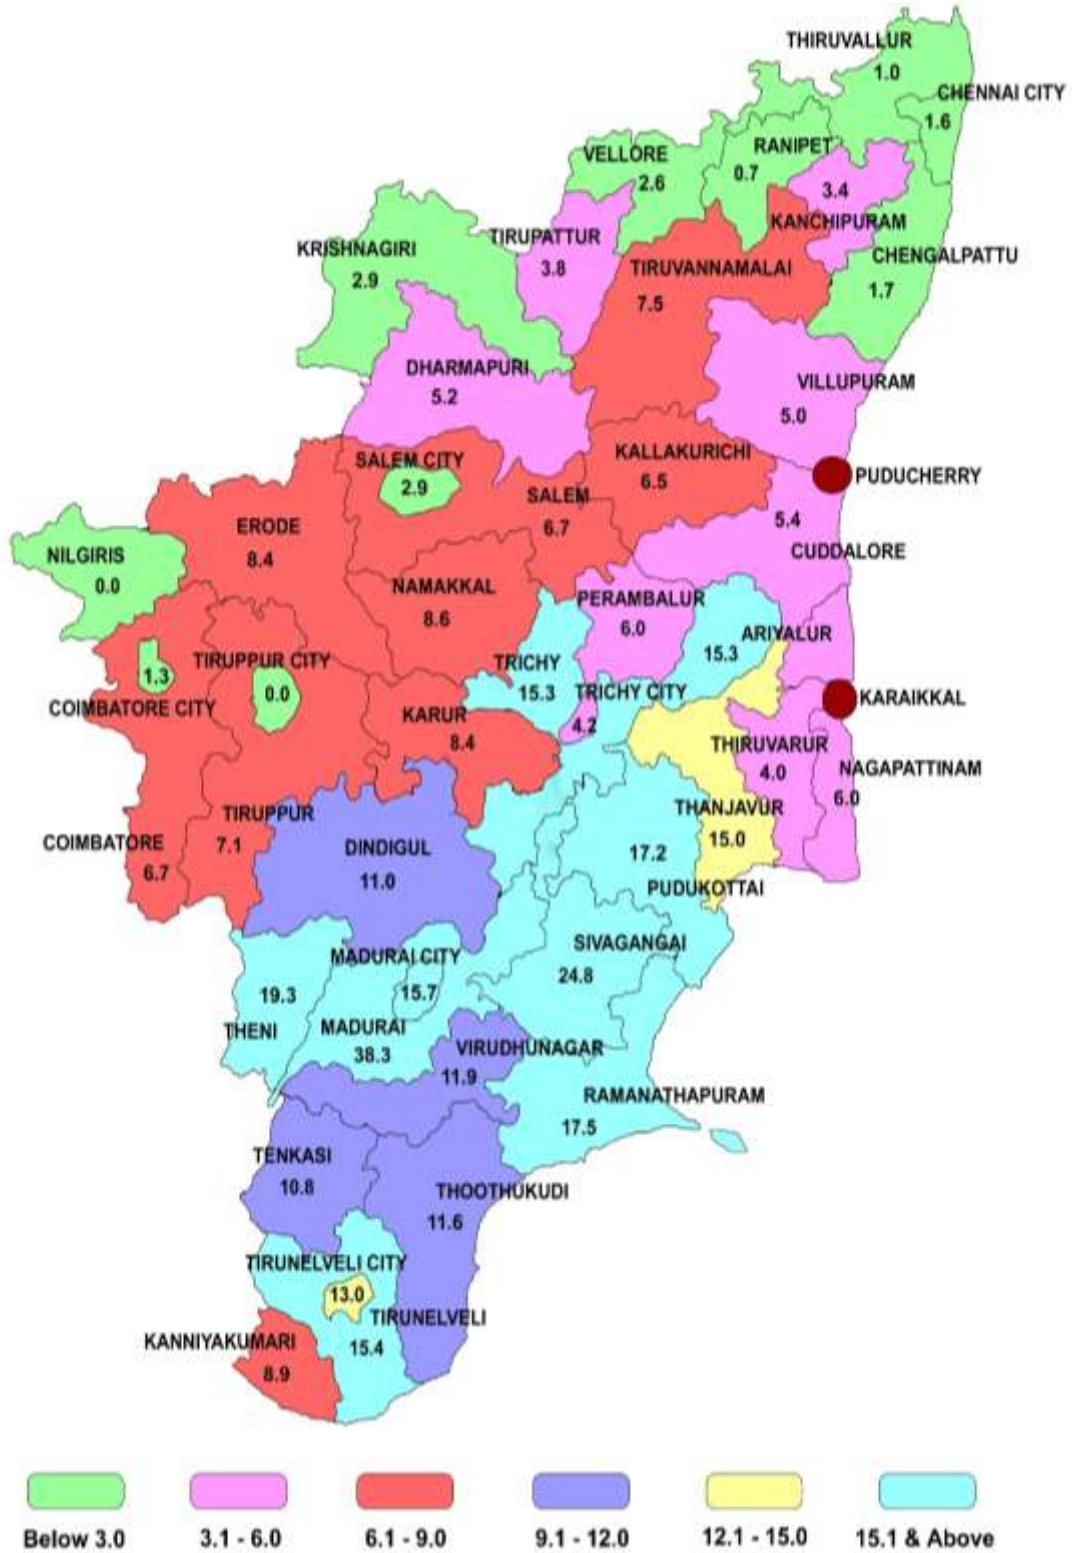 THIRUVALLUR
1.0
CHENNAI CITY
1.6
RANIPET
0.7
VELLORE
2.6
3.4
KANCHIPURAM
TIRUPATTUR
3.8
KRISHNAGIRI
2.9
CHENGALPATTU
1.7
TIRUVANNAMALAI
7.5
DHARMAPURI
5.2
VILLUPURAM
5.0
KALLAKURICHI
6.5
SALEM CITY
2.9
SALEM
6.7
PUDUCHERRY
5.4
CUDDALORE
ERODE
8.4
NILGIRIS
0.0
NAMAKKAL
8.6
PERAMBALUR
6.0
ARIYALUR
15.3
TRICHY
15.3
TIRUPPUR CITY
0.0
1.3
COIMBATORE CITY
TRICHY CITY
4.2
KARAIKKAL
KARUR
8.4
THIRUVARUR
4.0
NAGAPATTINAM
6.0
THANJAVUR
15.0
TIRUPPUR
7.1
COIMBATORE
6.7
DINDIGUL
11.0
17.2
PUDUKOTTAI
SIVAGANGAI
24.8
MADURAI CITY
15.7
19.3
THENI
MADURAI
38.3
VIRUDHUNAGAR
11.9
RAMANATHAPURAM
17.5
TENKASI
10.8
THOOTHUKUDI
11.6
TIRUNELVELI CITY
13.0
TIRUNELVELI
15.4
KANNIYAKUMARI
8.9
Below 3.0
3.1 - 6.0
6.1 - 9.0
9.1 - 12.0
12.1 - 15.0
15.1 & Above